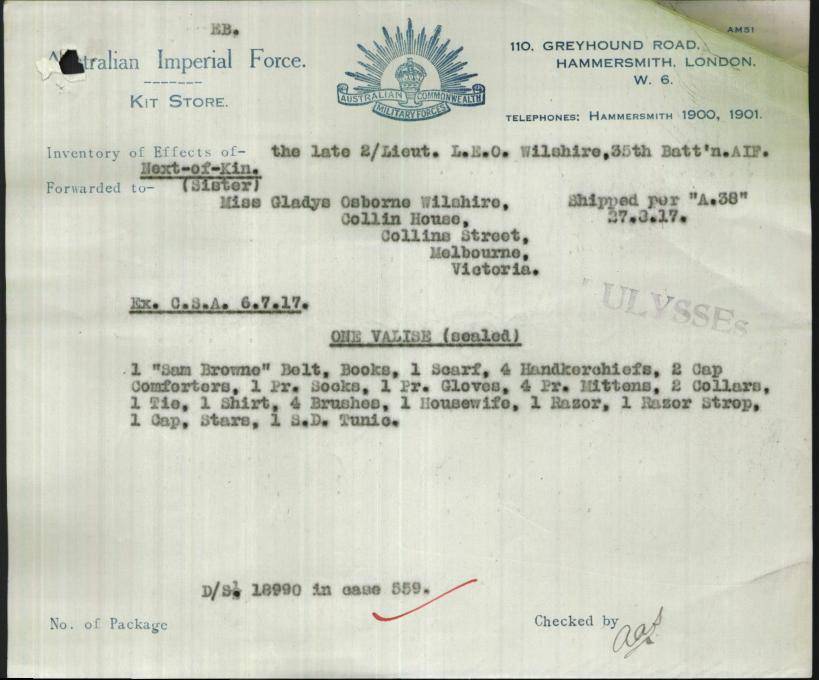 EB.
AM51
Australian Imperial Force.
KIT STORE.
AUSTRALIAN COMMONWEALTH
MILITARY FORCES
110, GREYHOUND ROAD,
HAMMERSMITH, LONDON.
W. 6.
TELEPHONES: HAMMERSMITH 1900, 1901.
Inventory of Effects of- the late 2/Lieut. L.E.O. Wilshire,35th Batt'n.AIF.
Next-of-Kin.
Forwarded to- (Sister)
Miss Gladys Osborne Wilshire, Shipped per "A.38"
Collin House, 27.3.17.
Collins Street,
Melbourne,
Victoria.
Ex. C.S.A. 6.7.17.
ULYSSES
ONE VALISE (sealed)
1 "Sam Browne" Belt, Books, 1 Scarf, 4 Handkerchiefs, 2 Cap
Comforters, 1 Pr. Socks, 1 Pr. Gloves, 4 Pr. Mittens, 2 Collars,
1 Tie, 1 Shirt, 4 Brushes, 1 Housewife, 1 Razor, 1 Razor Strop,
1 Cap, Stars, 1 S.D. Tunic.
D/S. 18990 in case 559.
No. of Package
Checked by